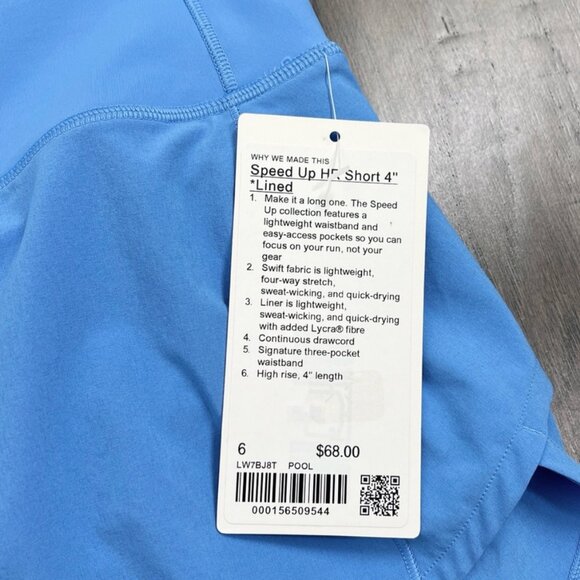 WHY WE MADE THIS
Speed Up HR Short 4"
*Lined
1. Make it a long one. The Speed
Up collection features a
lightweight waistband and
easy-access pockets so you can
focus on your run, not your
gear
2. Swift fabric is lightweight,
four-way stretch,
sweat-wicking, and quick-drying
3. Liner is lightweight,
sweat-wicking, and quick-drying
with added Lycra® fibre
4. Continuous drawcord
5. Signature three-pocket
waistband
6. High rise, 4" length
6 $68.00
LW7BJ8T POOL
000156509544